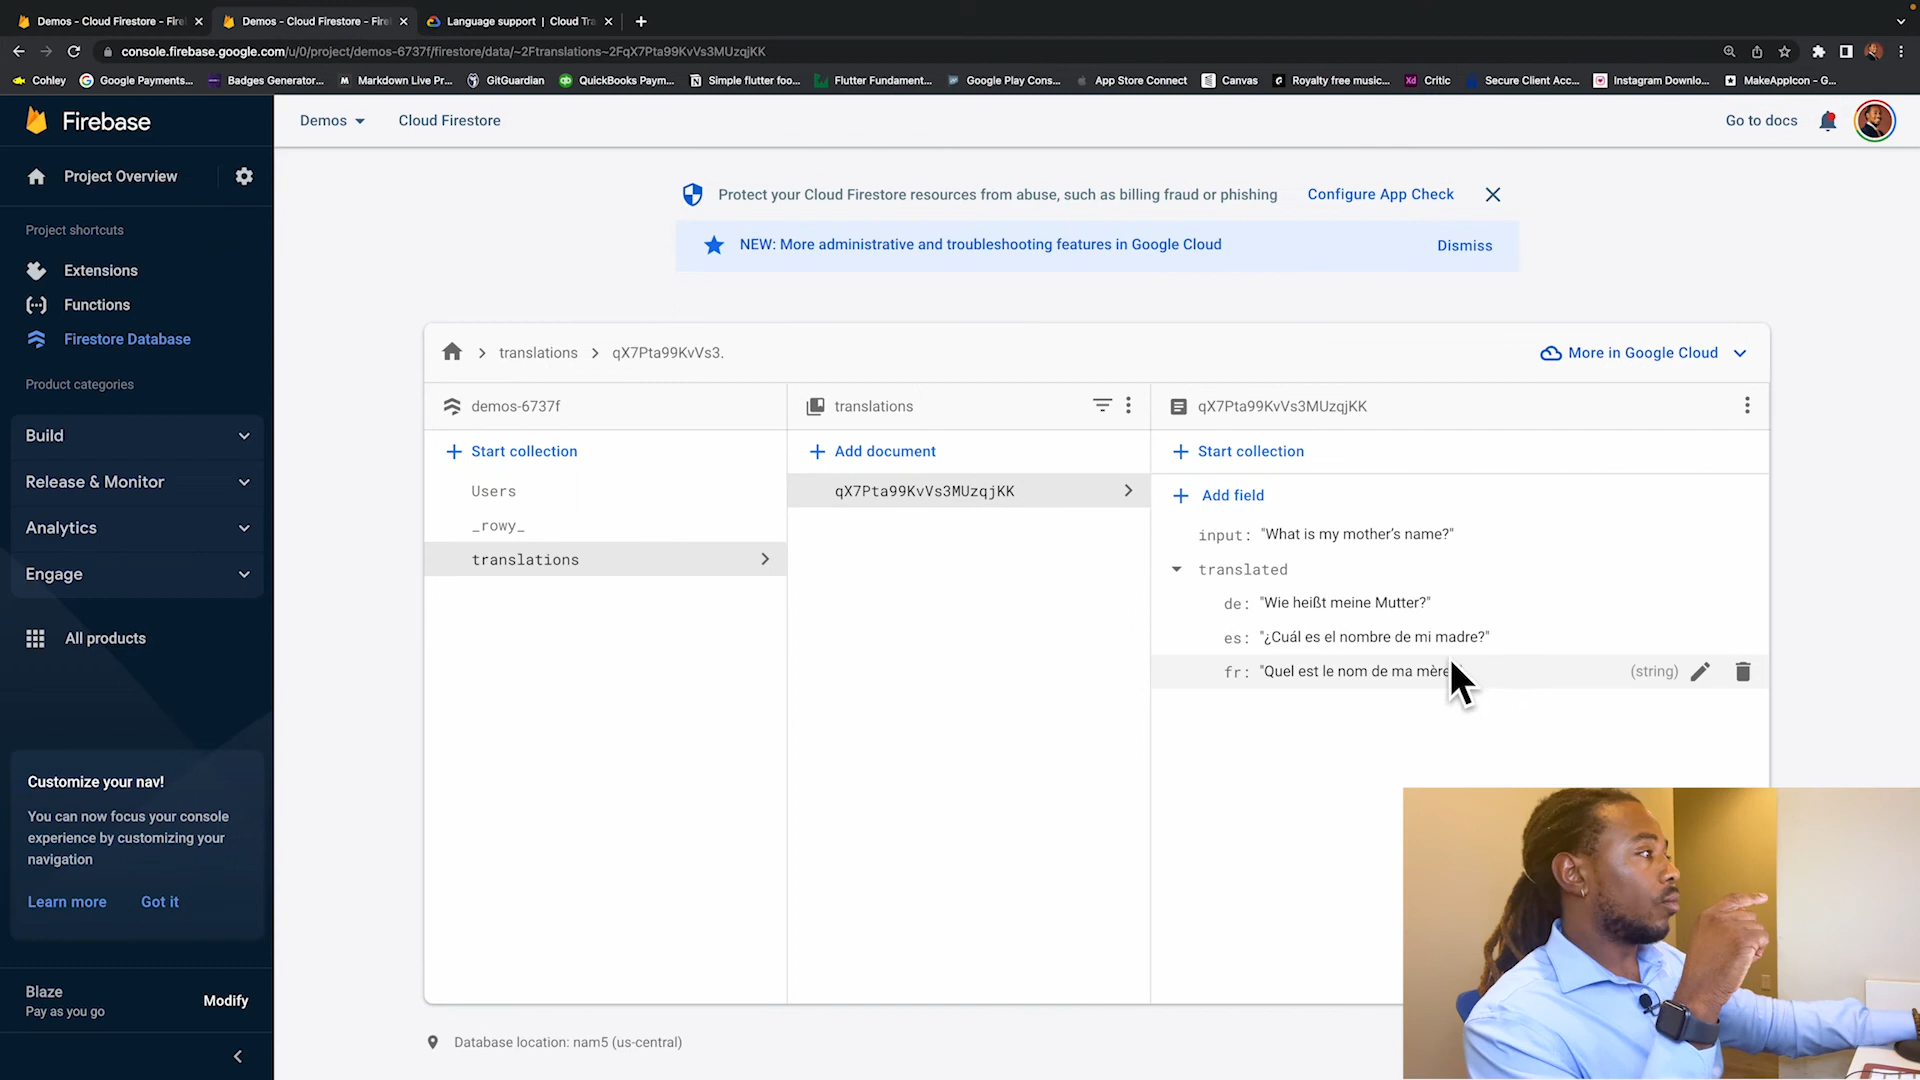 Demos - Cloud Firestore - Fire
Demos - Cloud Firestore - Fire
Language support | Cloud Tra
console.firebase.google.com/u/0/project/demos-6737f/firestore/data/~2Ftranslations~2FqX7Pta99KvVs3MUzqjKK
Cohley
Google Payments...
Badges Generator...
Markdown Live Pr...
GitGuardian
QuickBooks Paym...
Simple flutter foo...
Flutter Fundament...
Google Play Cons...
App Store Connect
Canvas
Royalty free music...
Critic
Secure Client Acc...
Instagram Downlo...
MakeAppIcon - G...
Firebase
Demos
Cloud Firestore
Go to docs
Project Overview
Project shortcuts
Extensions
Functions
Firestore Database
Product categories
Build
Release & Monitor
Analytics
Engage
All products
Customize your nav!
You can now focus your console
experience by customizing your
navigation
Learn more
Got it
Blaze
Pay as you go
Modify
Protect your Cloud Firestore resources from abuse, such as billing fraud or phishing
Configure App Check
NEW: More administrative and troubleshooting features in Google Cloud
Dismiss
translations
qX7Pta99KvVs3.
More in Google Cloud
demos-6737f
Start collection
Users
_rowy_
translations
translations
Add document
qX7Pta99KvVs3MUzqjKK
qX7Pta99KvVs3MUzqjKK
Start collection
Add field
input: "What is my mother’s name?"
translated
de: "Wie heißt meine Mutter?"
es: "¿Cuál es el nombre de mi madre?"
fr: "Quel est le nom de ma mère
(string)
Database location: nam5 (us-central)